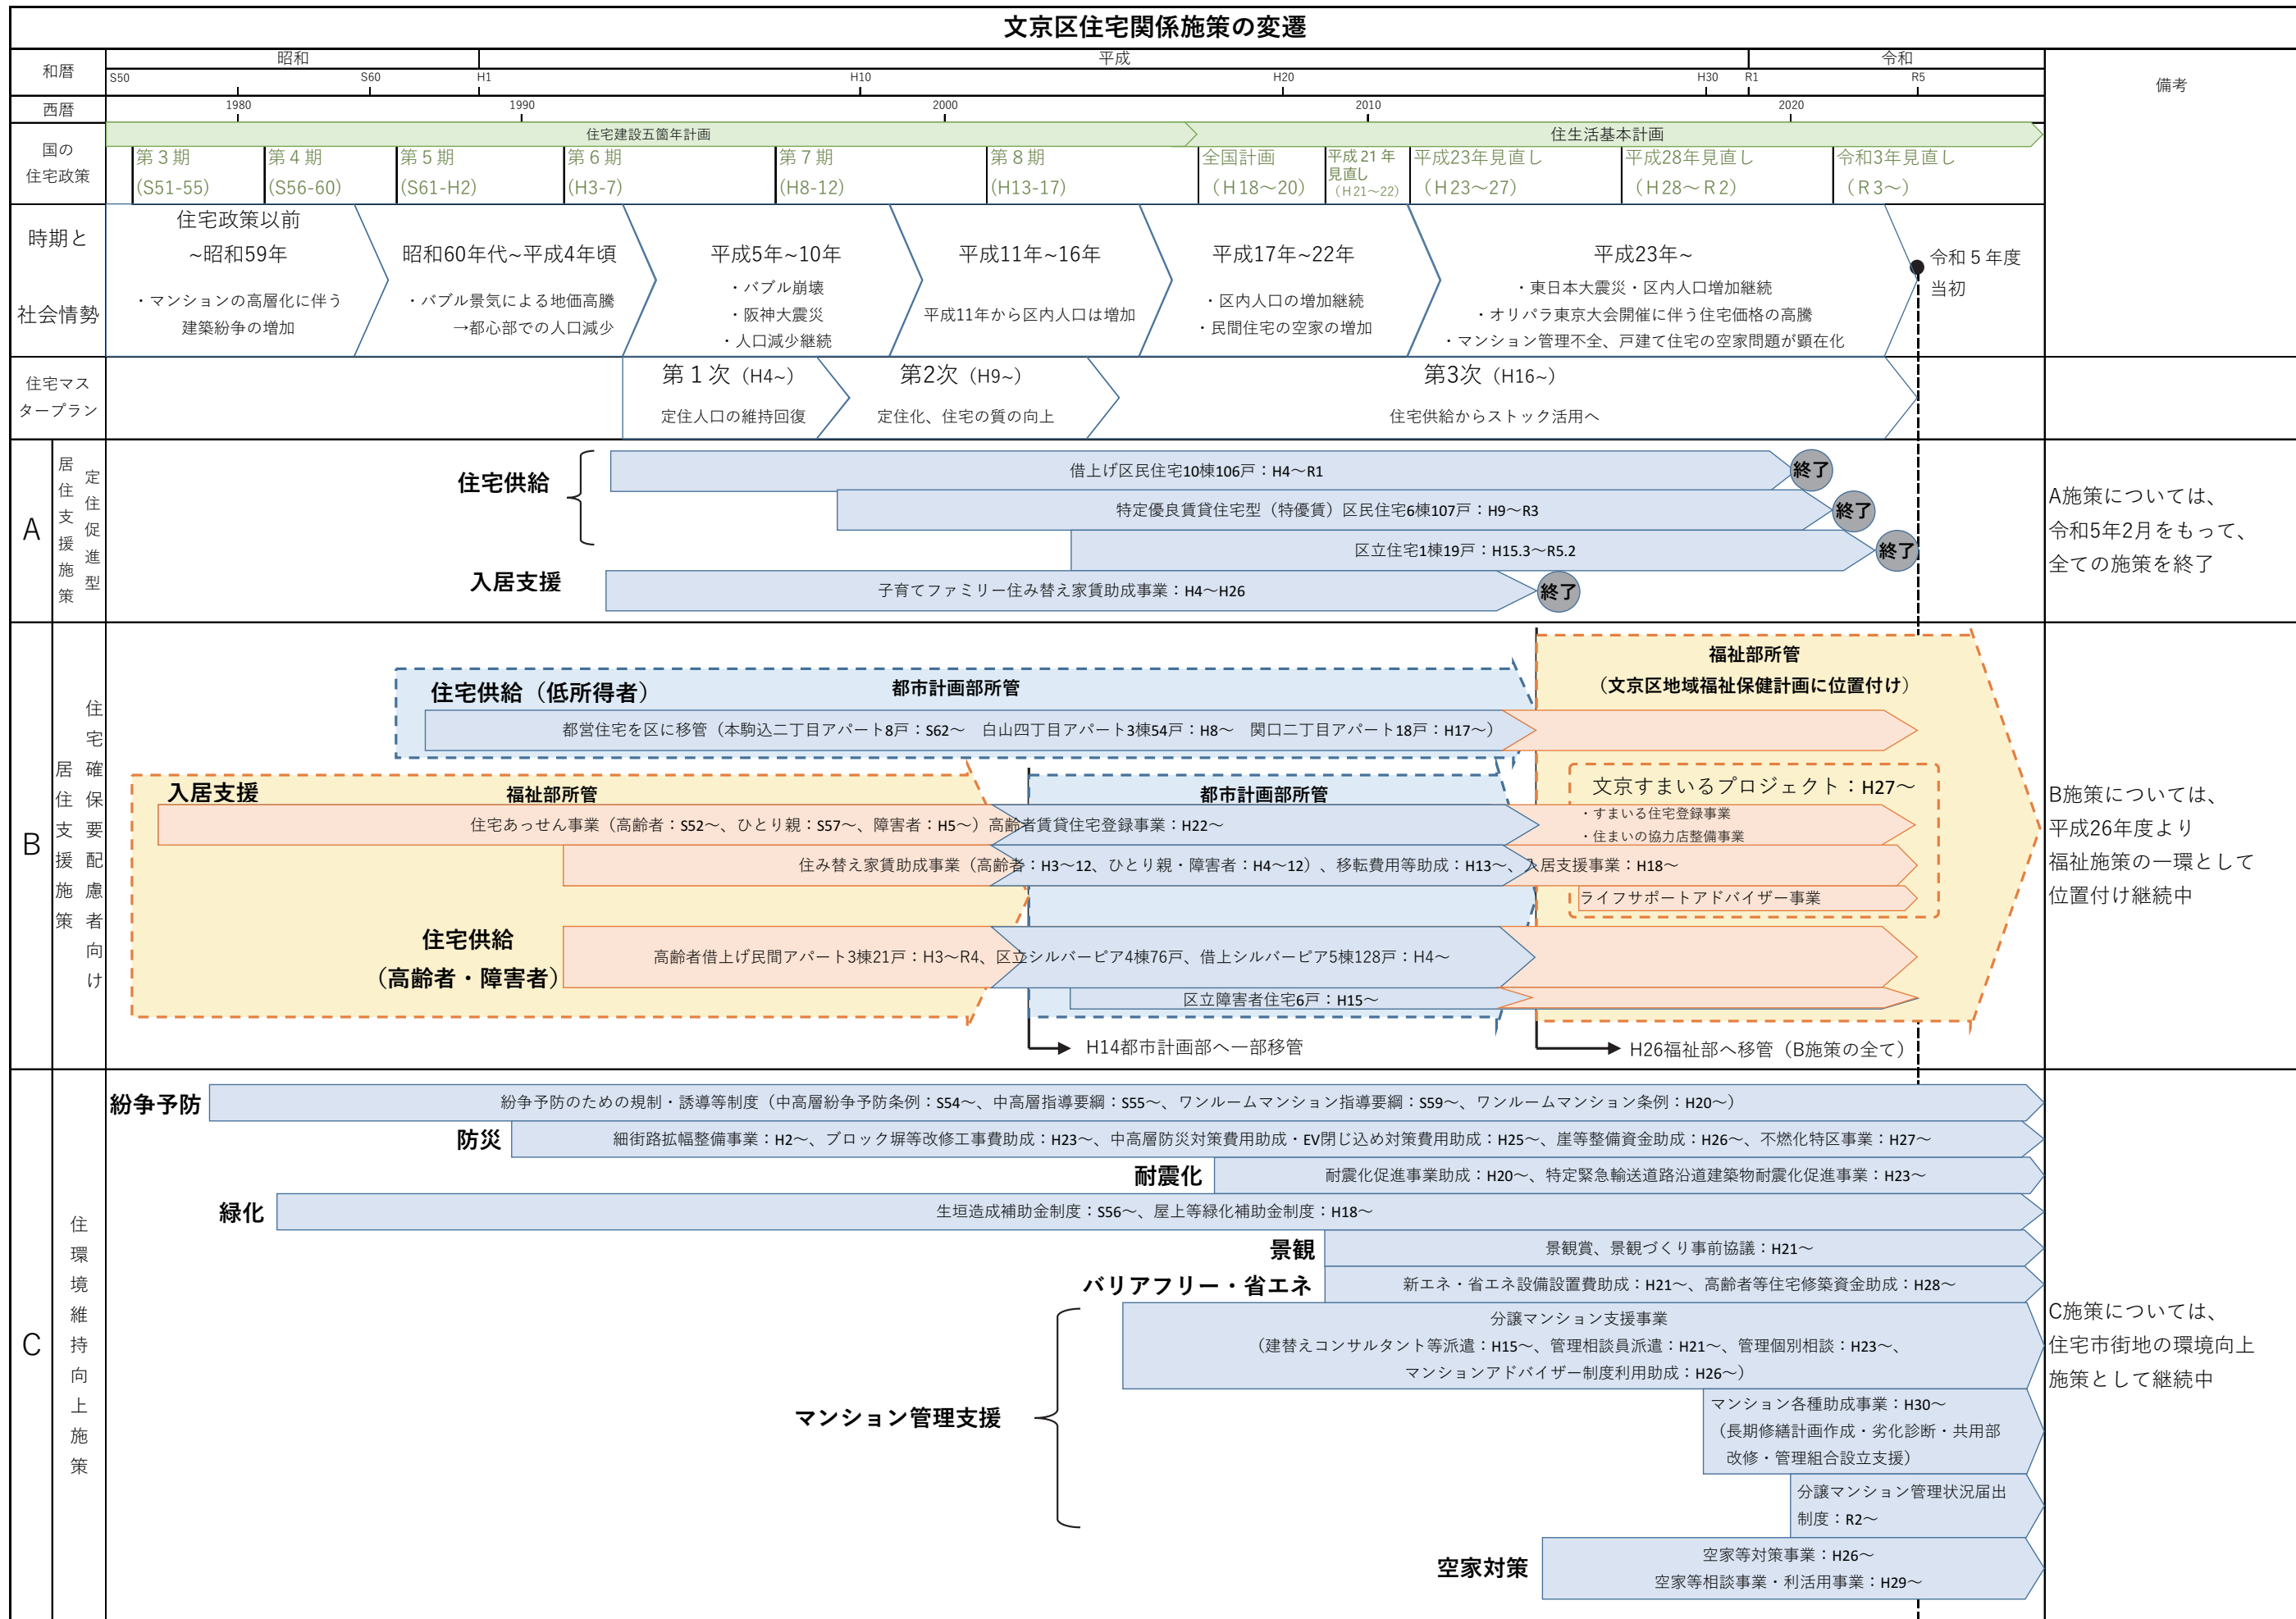 文京区住宅関係施策の変遷
和暦
昭和
平成
令和
備考
S50
S60
H1
H10
H20
H30
R1
R5
西暦
1980
1990
2000
2010
2020
国の
住宅政策
住宅建設五箇年計画
住生活基本計画
第3期
(S51-55)
第4期
(S56-60)
第5期
(S61-H2)
第6期
(H3-7)
第7期
(H8-12)
第8期
(H13-17)
全国計画
（H18～20）
平成21年
見直し
（H21～22）
平成23年見直し
（H23～27）
平成28年見直し
（H28～R2）
令和3年見直し
（R3～）
時期と
社会情勢
住宅政策以前
~昭和59年
・マンションの高層化に伴う
建築紛争の増加
昭和60年代~平成4年頃
・バブル景気による地価高騰
→都心部での人口減少
平成5年~10年
・バブル崩壊
・阪神大震災
・人口減少継続
平成11年~16年
平成11年から区内人口は増加
平成17年~22年
・区内人口の増加継続
・民間住宅の空家の増加
平成23年~
・東日本大震災・区内人口増加継続
・オリパラ東京大会開催に伴う住宅価格の高騰
・マンション管理不全、戸建て住宅の空家問題が顕在化
令和5年度
当初
住宅マス
タープラン
第1次（H4~）
定住人口の維持回復
第2次（H9~）
定住化、住宅の質の向上
第3次（H16~）
住宅供給からストック活用へ
A
定住促進型
居住支援施策
住宅供給
借上げ区民住宅10棟106戸：H4～R1
終了
特定優良賃貸住宅型（特優賃）区民住宅6棟107戸：H9～R3
終了
区立住宅1棟19戸：H15.3～R5.2
終了
入居支援
子育てファミリー住み替え家賃助成事業：H4～H26
終了
A施策については、
令和5年2月をもって、
全ての施策を終了
B
住宅確保要配慮者向け
居住支援施策
住宅供給（低所得者）
都市計画部所管
福祉部所管
（文京区地域福祉保健計画に位置付け）
都営住宅を区に移管（本駒込二丁目アパート8戸：S62～　白山四丁目アパート3棟54戸：H8～　関口二丁目アパート18戸：H17～）
入居支援
福祉部所管
都市計画部所管
文京すまいるプロジェクト：H27～
・すまいる住宅登録事業
・住まいの協力店整備事業
住宅あっせん事業（高齢者：S52～、ひとり親：S57～、障害者：H5～）高齢者賃貸住宅登録事業：H22～
住み替え家賃助成事業（高齢者：H3～12、ひとり親・障害者：H4～12）、移転費用等助成：H13～、入居支援事業：H18～
ライフサポートアドバイザー事業
住宅供給
（高齢者・障害者）
高齢者借上げ民間アパート3棟21戸：H3～R4、区立シルバーピア4棟76戸、借上シルバーピア5棟128戸：H4～
区立障害者住宅6戸：H15～
H14都市計画部へ一部移管
H26福祉部へ移管（B施策の全て）
B施策については、
平成26年度より
福祉施策の一環として
位置付け継続中
C
住環境維持向上施策
紛争予防
紛争予防のための規制・誘導等制度（中高層紛争予防条例：S54～、中高層指導要綱：S55～、ワンルームマンション指導要綱：S59～、ワンルームマンション条例：H20～）
防災
細街路拡幅整備事業：H2～、ブロック塀等改修工事費助成：H23～、中高層防災対策費用助成・EV閉じ込め対策費用助成：H25～、崖等整備資金助成：H26～、不燃化特区事業：H27～
耐震化
耐震化促進事業助成：H20～、特定緊急輸送道路沿道建築物耐震化促進事業：H23～
緑化
生垣造成補助金制度：S56～、屋上等緑化補助金制度：H18～
景観
景観賞、景観づくり事前協議：H21～
バリアフリー・省エネ
新エネ・省エネ設備設置費助成：H21～、高齢者等住宅修築資金助成：H28～
マンション管理支援
分譲マンション支援事業
（建替えコンサルタント等派遣：H15～、管理相談員派遣：H21～、管理個別相談：H23～、
マンションアドバイザー制度利用助成：H26～）
マンション各種助成事業：H30～
（長期修繕計画作成・劣化診断・共用部
改修・管理組合設立支援）
分譲マンション管理状況届出
制度：R2～
空家対策
空家等対策事業：H26～
空家等相談事業・利活用事業：H29～
C施策については、
住宅市街地の環境向上
施策として継続中